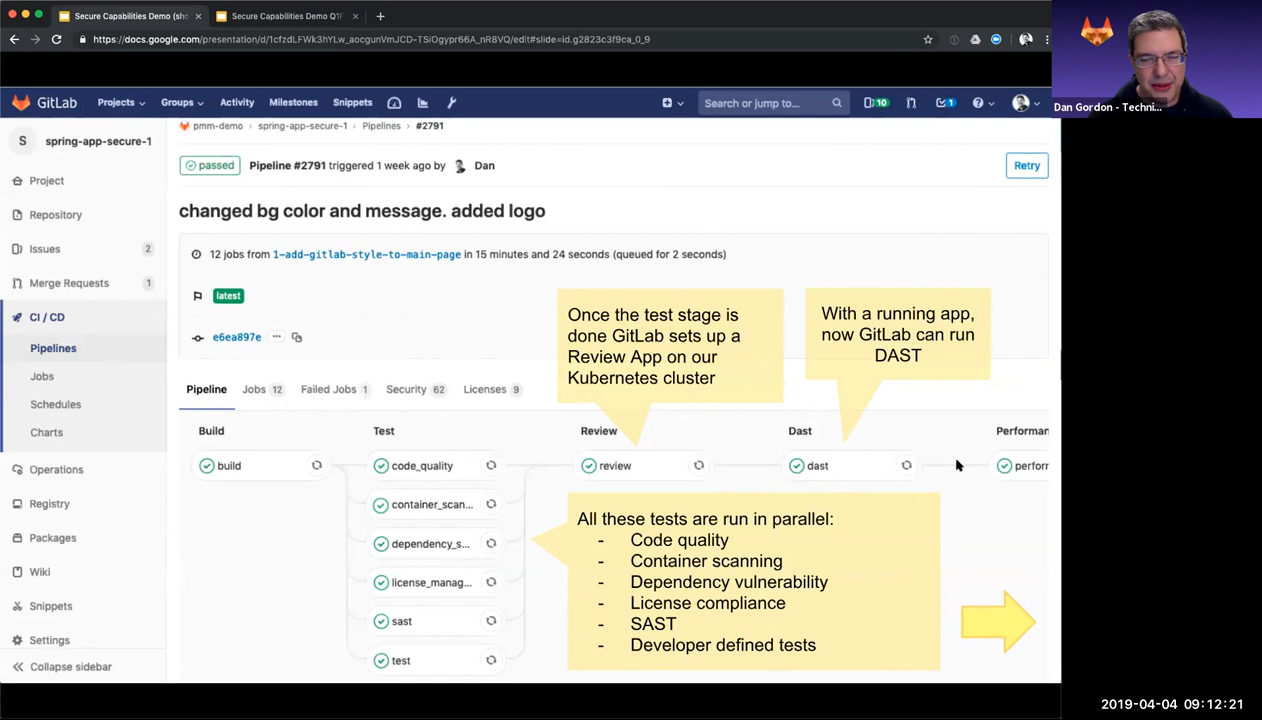 Secure Capabilities Demo (sho
Secure Capabilities Demo Q1F
https://docs.google.com/presentation/d/1cfzdLFWk3hYLw_aocgunVmJCD-TSiOgypr66A_nR8VQ/edit#slide=id.g2823c3f9ca_0_9
Dan Gordon - Techni...
GitLab
Projects
Groups
Activity
Milestones
Snippets
Search or jump to...
10
1
S
spring-app-secure-1
Project
Repository
Issues 2
Merge Requests 1
CI / CD
Pipelines
Jobs
Schedules
Charts
Operations
Registry
Packages
Wiki
Snippets
Settings
Collapse sidebar
pmm-demo > spring-app-secure-1 > Pipelines > #2791
passed Pipeline #2791 triggered 1 week ago by Dan
Retry
changed bg color and message. added logo
12 jobs from 1-add-gitlab-style-to-main-page in 15 minutes and 24 seconds (queued for 2 seconds)
latest
e6ea897e ...
Once the test stage is
done GitLab sets up a
Review App on our
Kubernetes cluster
With a running app,
now GitLab can run
DAST
Pipeline Jobs 12 Failed Jobs 1 Security 62 Licenses 9
Build
Test
Review
Dast
Performan
build
code_quality
review
dast
perforr
container_scan...
dependency_s...
license_manag...
sast
test
All these tests are run in parallel:
- Code quality
- Container scanning
- Dependency vulnerability
- License compliance
- SAST
- Developer defined tests
2019-04-04 09:12:21